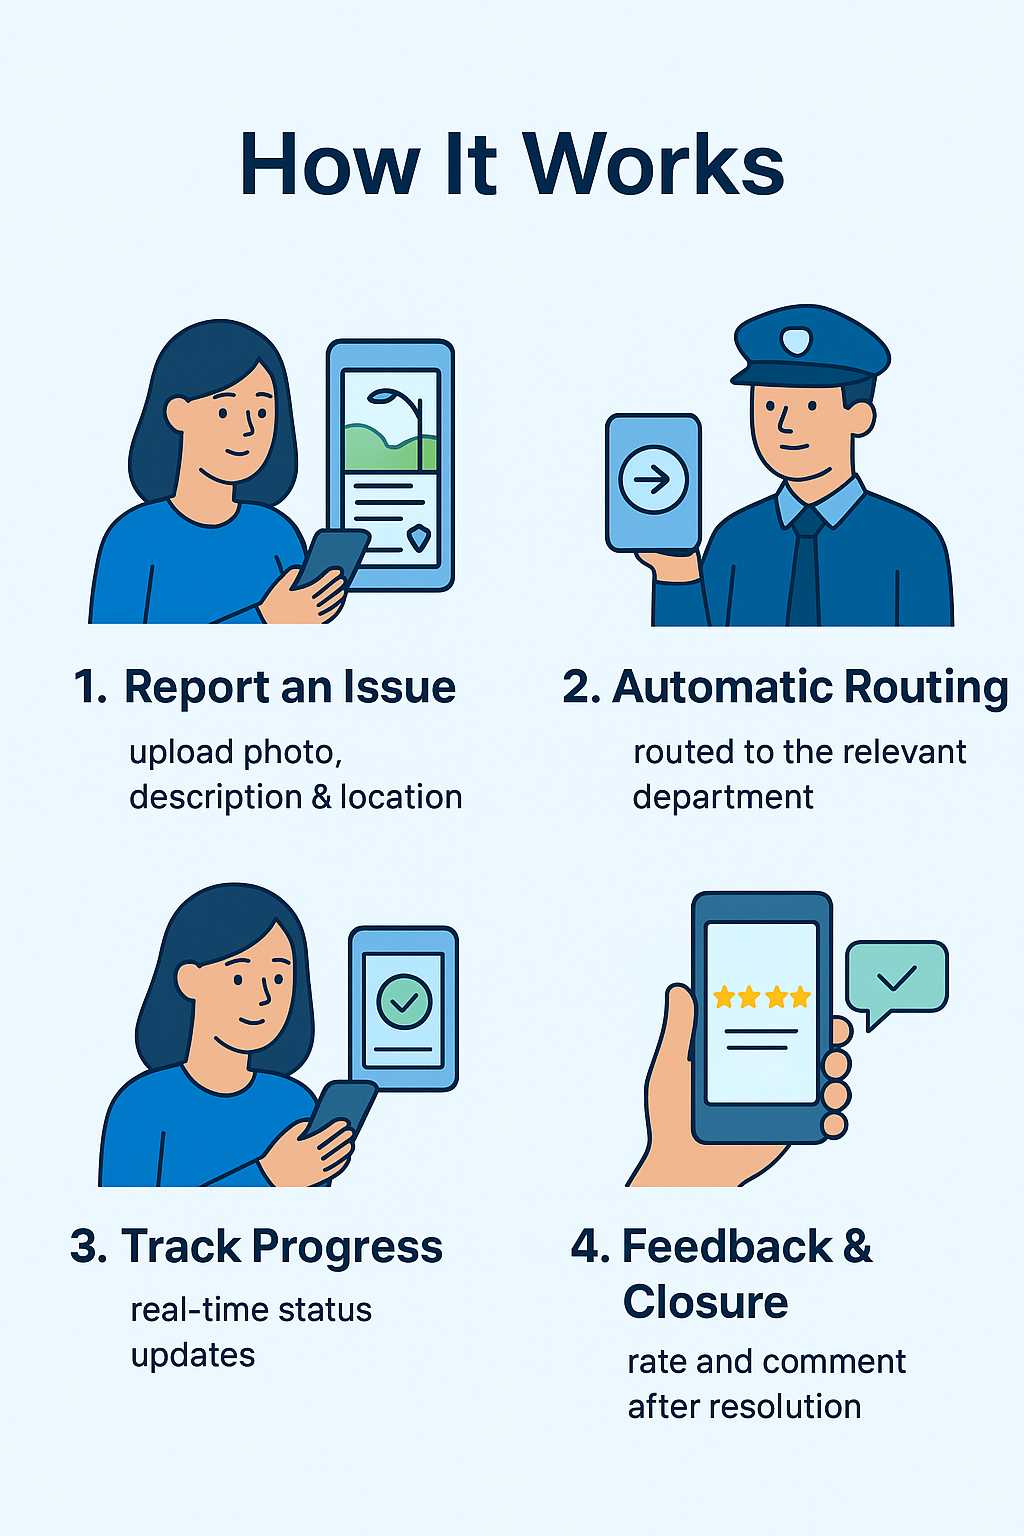 How It Works
1. Report an Issue
upload photo,
description & location
2. Automatic Routing
routed to the relevant
department
3. Track Progress
real-time status
updates
4. Feedback &
Closure
rate and comment
after resolution